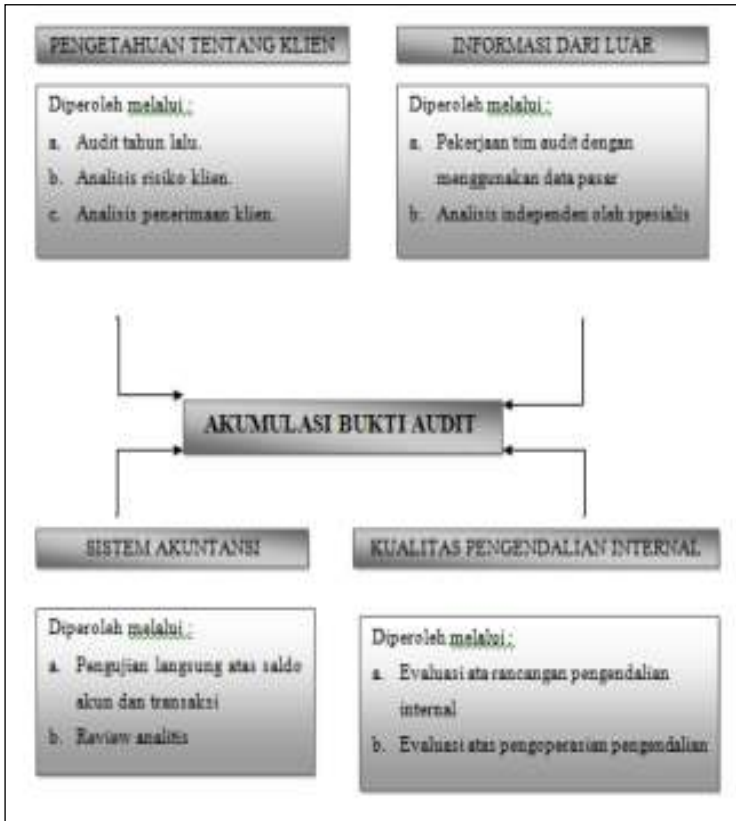 PENGETAHUAN TENTANG KLIEN
Diperoleh melalui :
a. Audit tahun lalu.
b. Analisis risiko klien.
c. Analisis penerimaan klien.
INFORMASI DARI LUAR
Diperoleh melalui :
a. Pekerjaan tim audit dengan
menggunakan data pasar
b. Analisis independen oleh spesialis
AKUMULASI BUKTI AUDIT
SISTEM AKUNTANSI
Diperoleh melalui :
a. Pengujian langsung atas saldo
akun dan transaksi
b. Review analitis
KUALITAS PENGENDALIAN INTERNAL
Diperoleh melalui :
a. Evaluasi ata rancangan pengendalian
internal
b. Evaluasi atas pengoperasian pengendalian